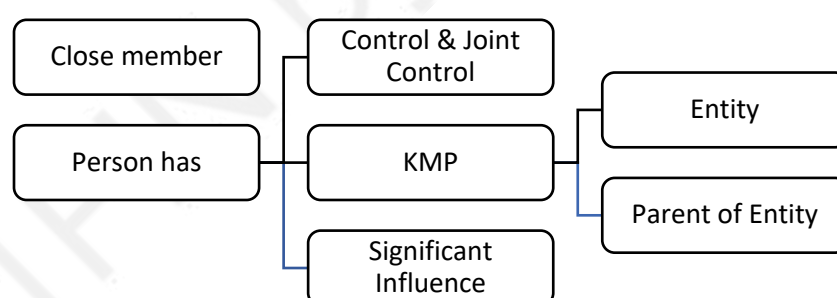 Close member
Control & Joint
Control
Person has
KMP
Entity
Parent of Entity
Significant
Influence